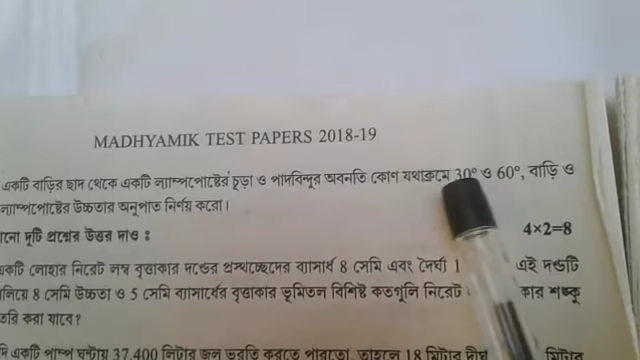 MADHYAMIK TEST PAPERS 2018-19
একটি বাড়ির ছাদ থেকে একটি ল্যাম্পপোষ্টের চূড়া ও পাদবিন্দুর অবনতি কোণ যথাক্রমে 30° ও 60°, বাড়ি ও
ল্যাম্পপোষ্টের উচ্চতার অনুপাত নির্ণয় করো।
দুটি প্রশ্নের উত্তর দাও : 4×2=8
একটি লোহার নিরেট লম্ব বৃত্তাকার দণ্ডের প্রস্থচ্ছেদের ব্যাসার্ধ 8 সেমি এবং দৈর্ঘ্য 1 এই দণ্ডটি
8 সেমি উচ্চতা ও 5 সেমি ব্যাসার্ধের বৃত্তাকার ভূমিতল বিশিষ্ট কতগুলি নিরেট কার শঙ্কু
করা যাবে?
একটি পাম্প ঘন্টায় 37,400 লিটার জল ভরতি করতে পারতো, তাহলে 18 মিটার দীর্ঘ মিটার